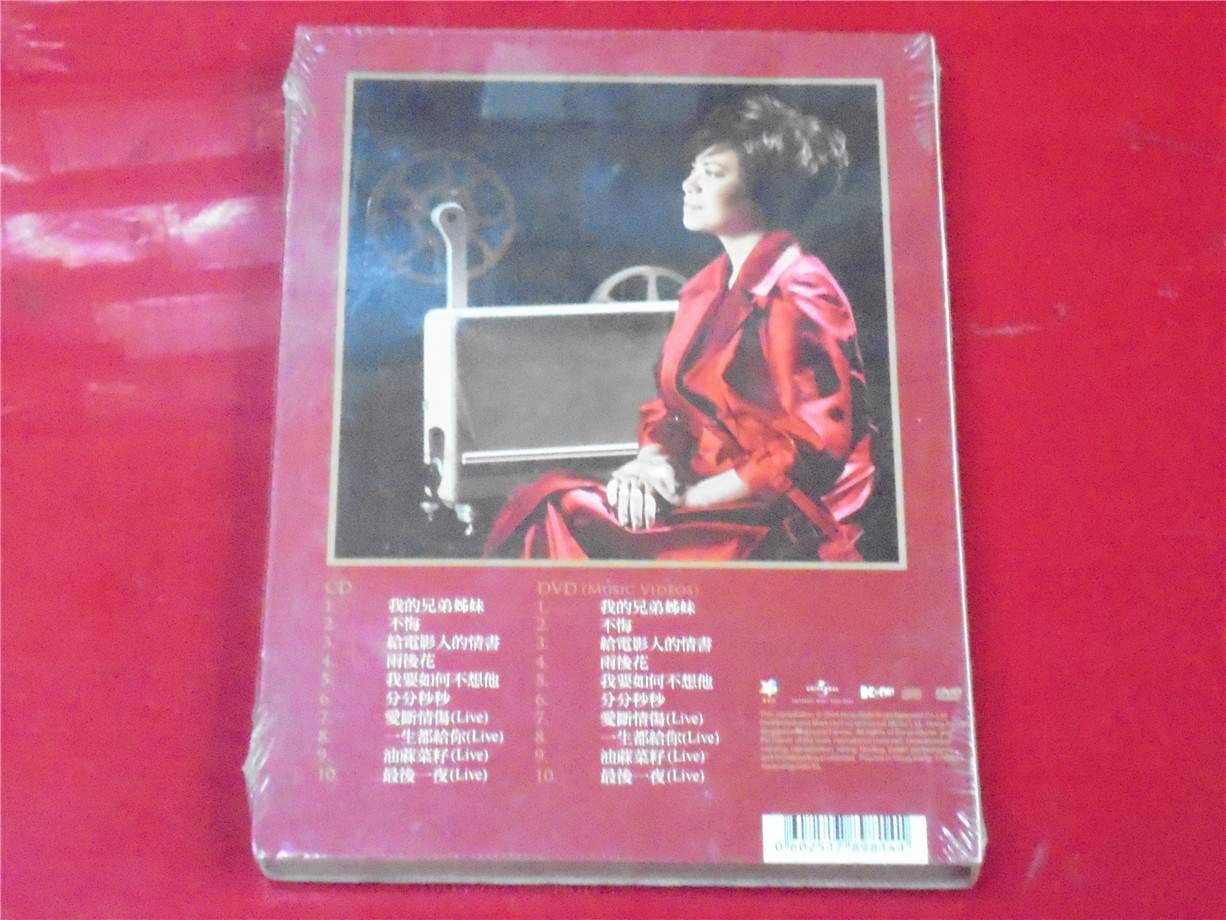 CD
1. 我的兄弟姊妹
2. 不悔
3. 給電影人的情書
4. 雨後花
5. 我要如何不想他
6. 分分秒秒
7. 愛斷情傷(Live)
8. 一生都給你(Live)
9. 油蔴菜籽(Live)
10. 最後一夜(Live)
DVD (MUSIC VIDEOS)
1. 我的兄弟姊妹
2. 不悔
3. 給電影人的情書
4. 雨後花
5. 我要如何不想他
6. 分分秒秒
7. 愛斷情傷(Live)
8. 一生都給你(Live)
9. 油蔴菜籽(Live)
10. 最後一夜(Live)
UNIVERSAL
0 602517 898141